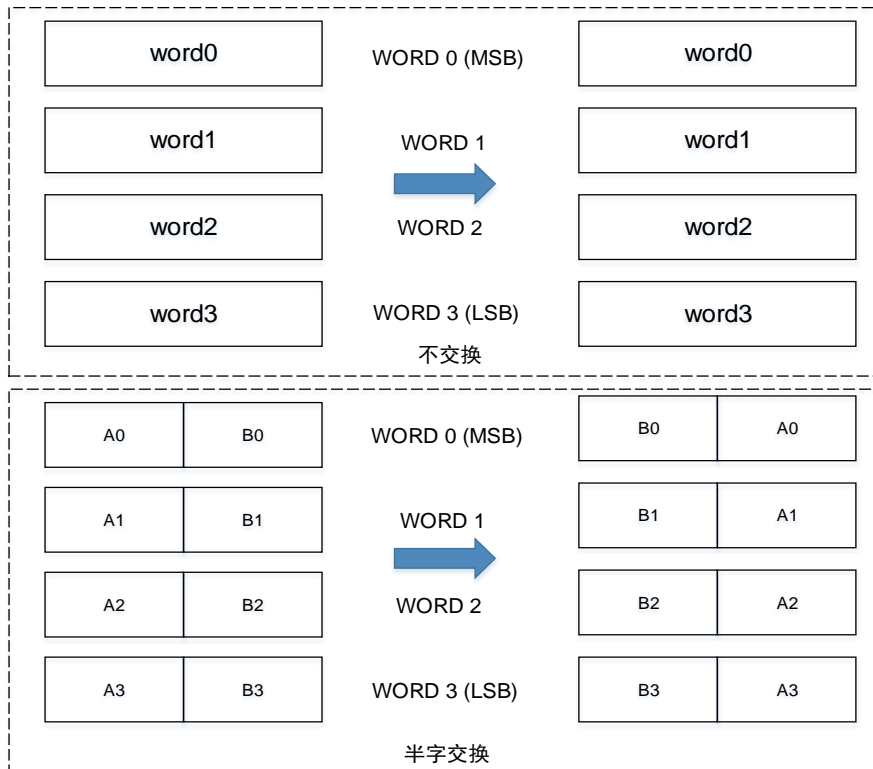 word0 WORD 0 (MSB) word0
word1 WORD 1 word1
word2 WORD 2 word2
word3 WORD 3 (LSB) word3
不交换
A0 B0 WORD 0 (MSB) B0 A0
A1 B1 WORD 1 B1 A1
A2 B2 WORD 2 B2 A2
A3 B3 WORD 3 (LSB) B3 A3
半字交换